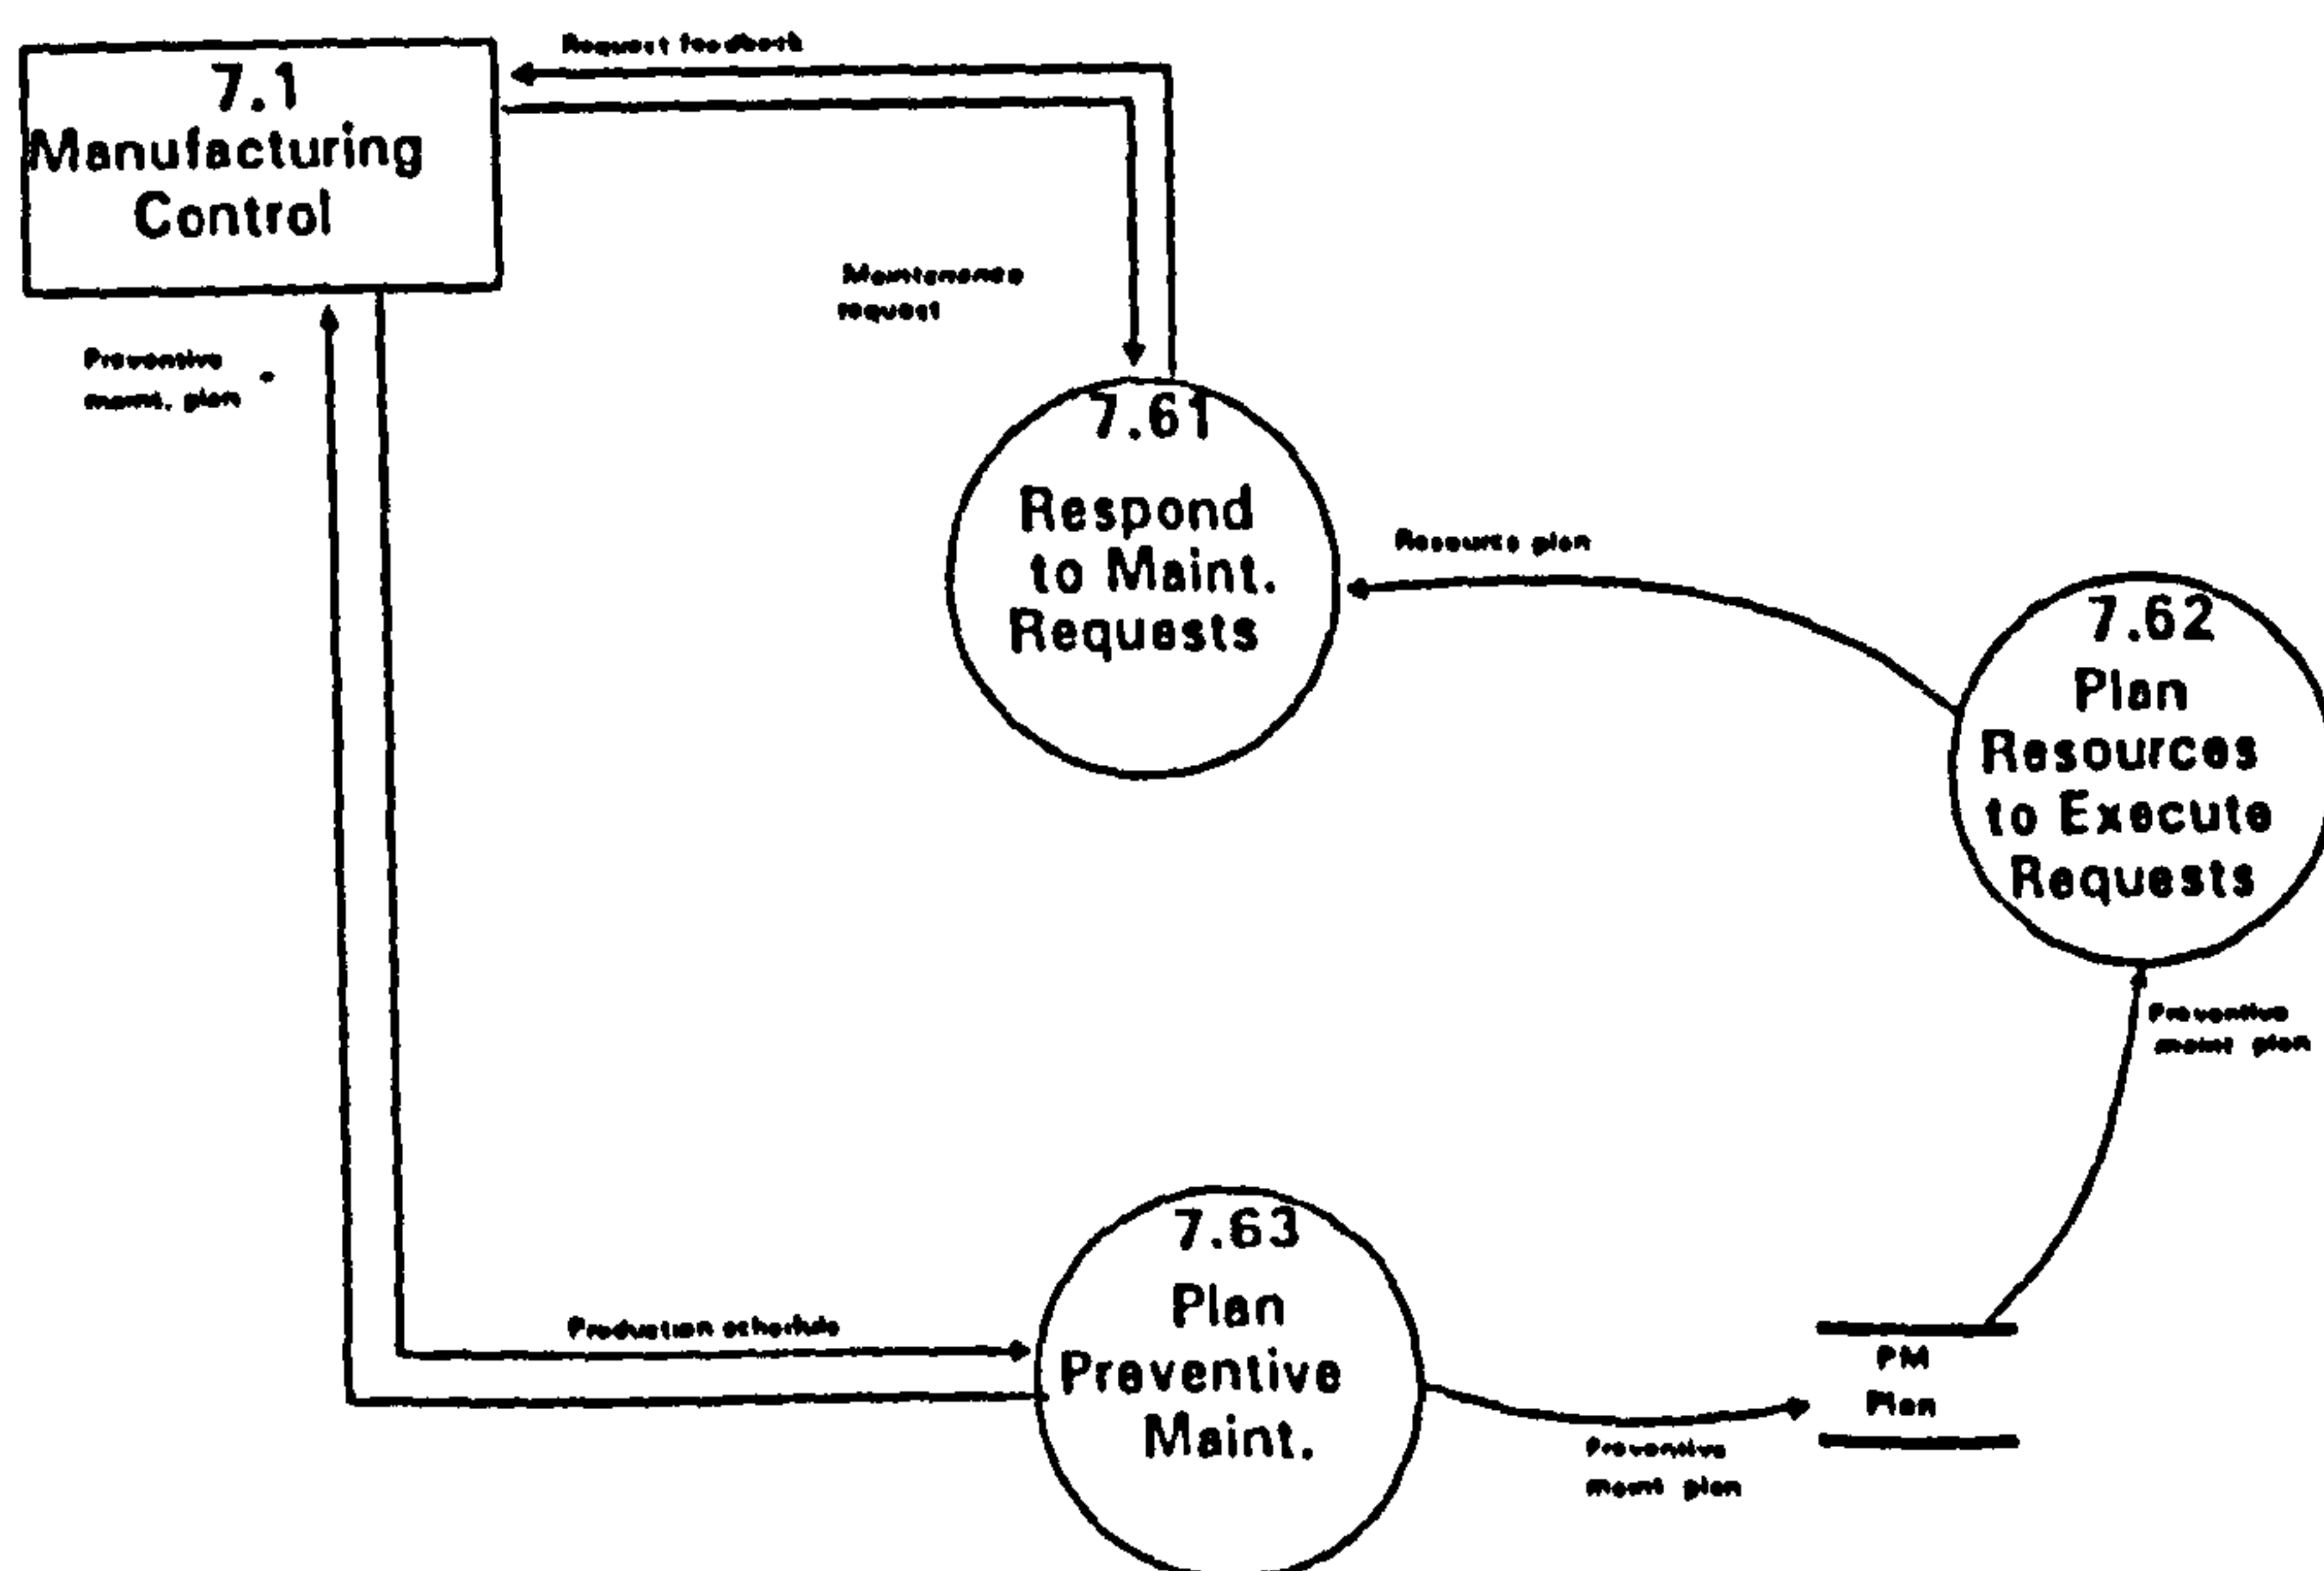 Request feedback
7.1
Manufacturing
Control
Maintenance
request
Preventive
maint. plan
7.61
Respond
to Maint.
Requests
Resource plan
7.62
Plan
Resources
to Execute
Requests
Preventive
maint plan
7.63
Plan
Preventive
Maint.
Production schedule
PM
Plan
Preventive
maint plan